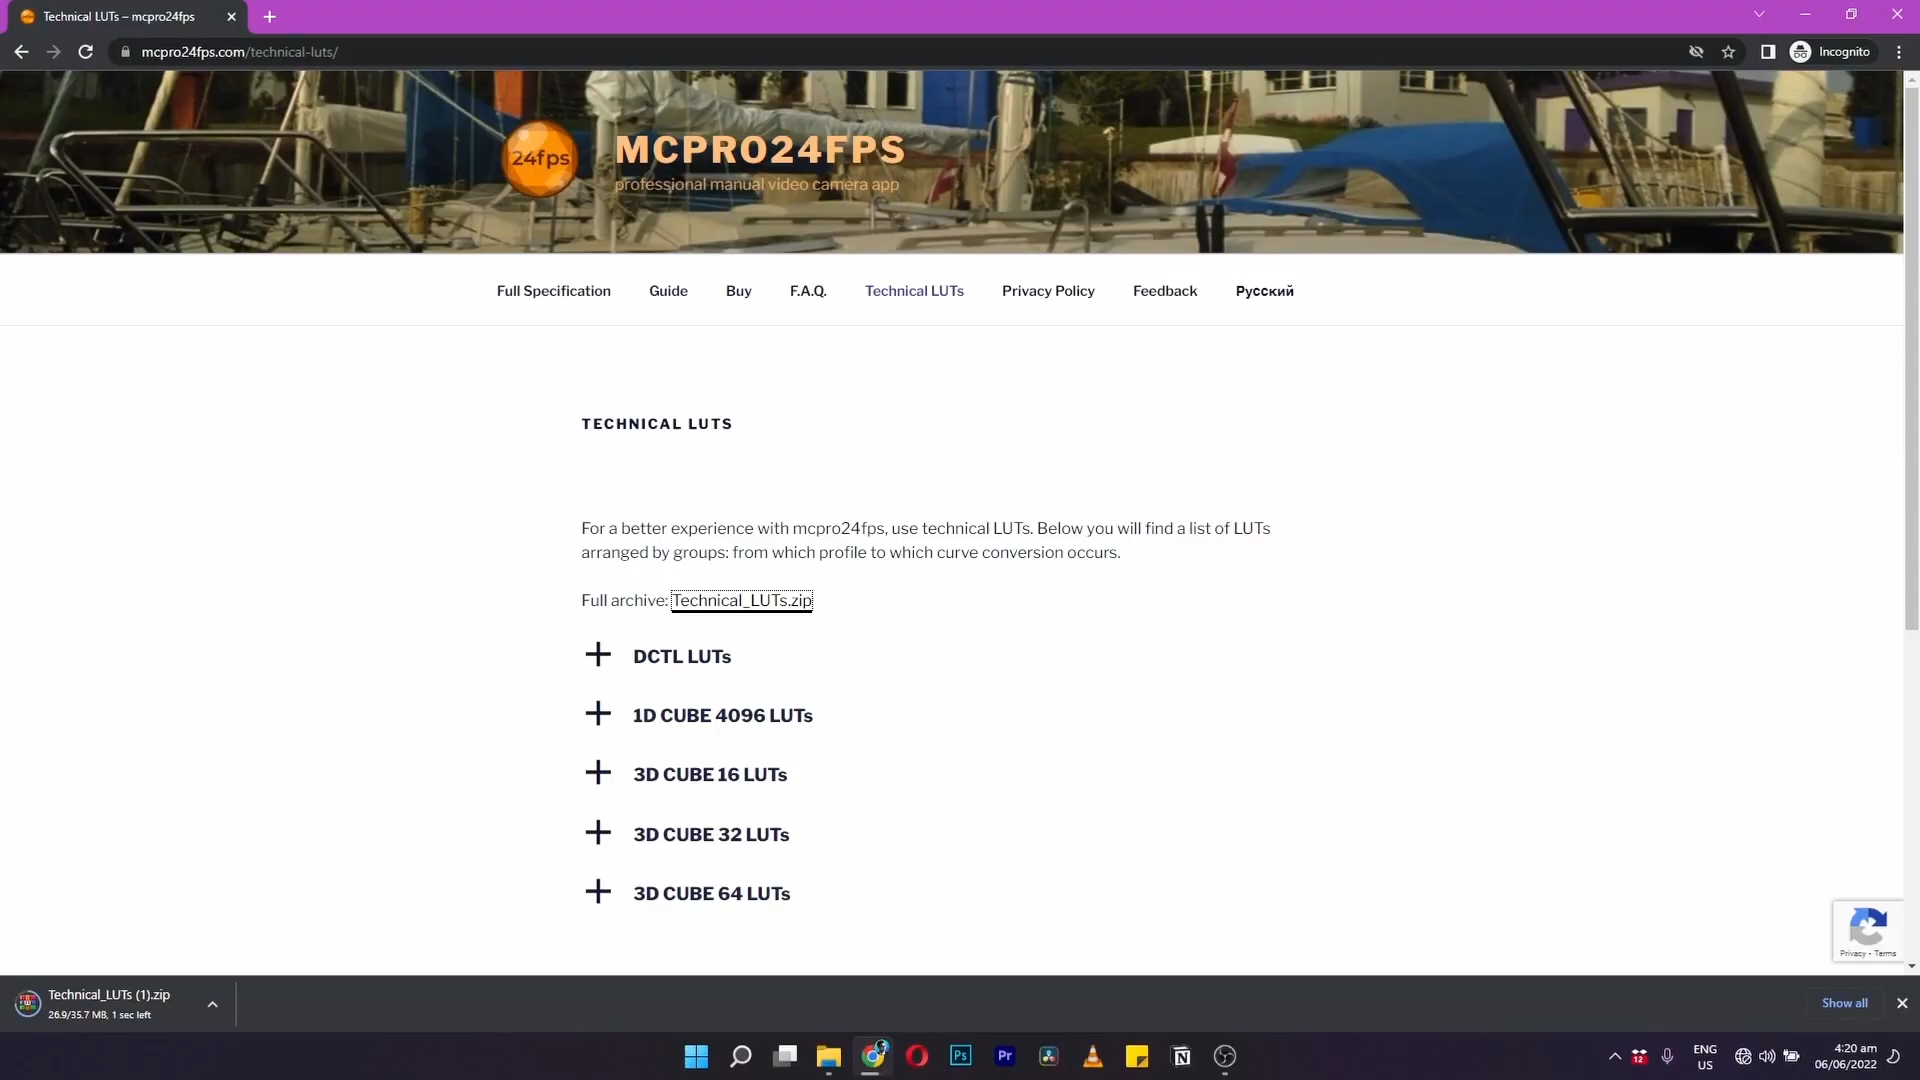 Technical LUTs – mcpro24fps
mcpro24fps.com/technical-luts/
Incognito
24fps
MCPRO24FPS
professional manual video camera app
Full Specification
Guide
Buy
F.A.Q.
Technical LUTs
Privacy Policy
Feedback
Русский
TECHNICAL LUTS
For a better experience with mcpro24fps, use technical LUTs. Below you will find a list of LUTs
arranged by groups: from which profile to which curve conversion occurs.
Full archive: Technical_LUTs.zip
DCTL LUTs
1D CUBE 4096 LUTs
3D CUBE 16 LUTs
3D CUBE 32 LUTs
3D CUBE 64 LUTs
Privacy - Terms
Technical_LUTs (1).zip
26.9/35.7 MB, 1 sec left
Show all
Ps
Pr
N
12
ENG
US
4:20 am
06/06/2022